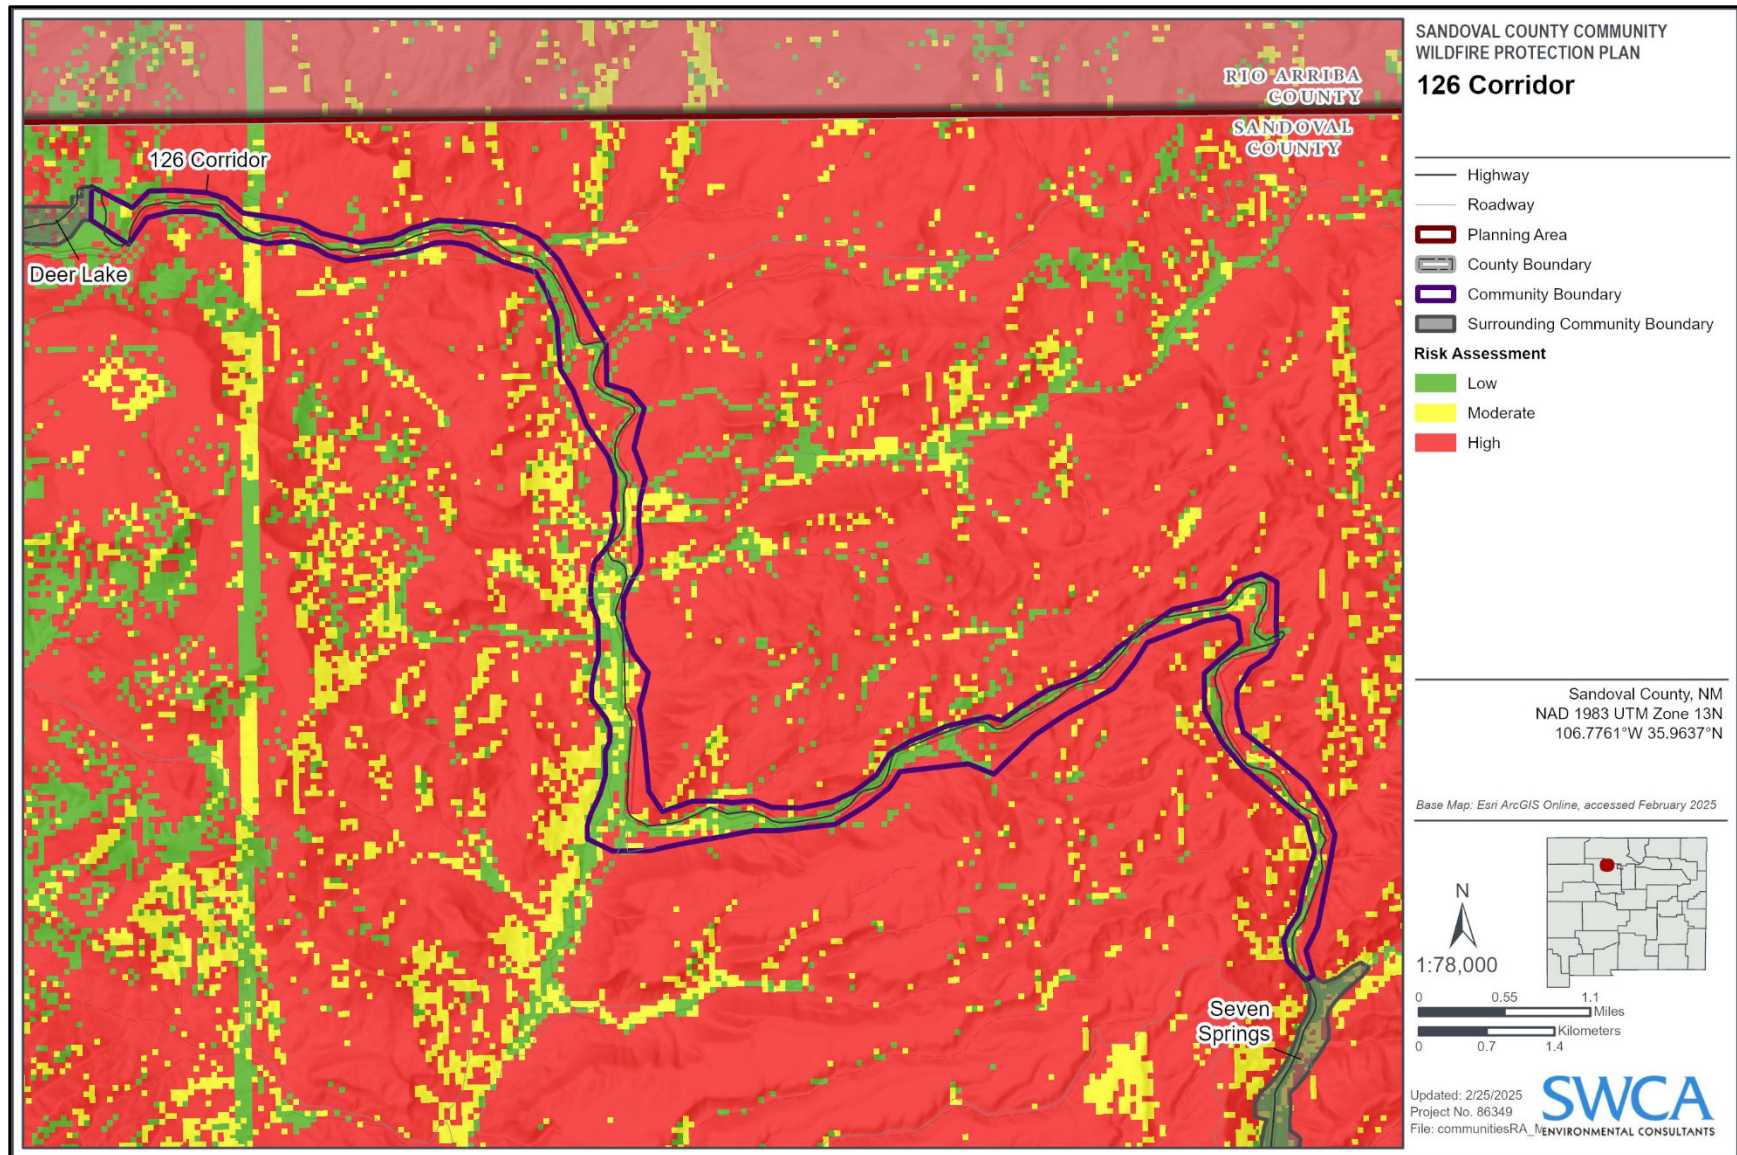 SANDOVAL COUNTY COMMUNITY
WILDFIRE PROTECTION PLAN
126 Corridor
RIO ARRIBA
COUNTY
SANDOVAL
COUNTY
126 Corridor
Deer Lake
Seven
Springs
Highway
Roadway
Planning Area
County Boundary
Community Boundary
Surrounding Community Boundary
Risk Assessment
Low
Moderate
High
Sandoval County, NM
NAD 1983 UTM Zone 13N
106.7761°W 35.9637°N
Base Map: Esri ArcGIS Online, accessed February 2025
N
1:78,000
0 0.55 1.1
Miles
Kilometers
0 0.7 1.4
Updated: 2/25/2025
Project No. 86349
File: communitiesRA_M
SWCA
ENVIRONMENTAL CONSULTANTS